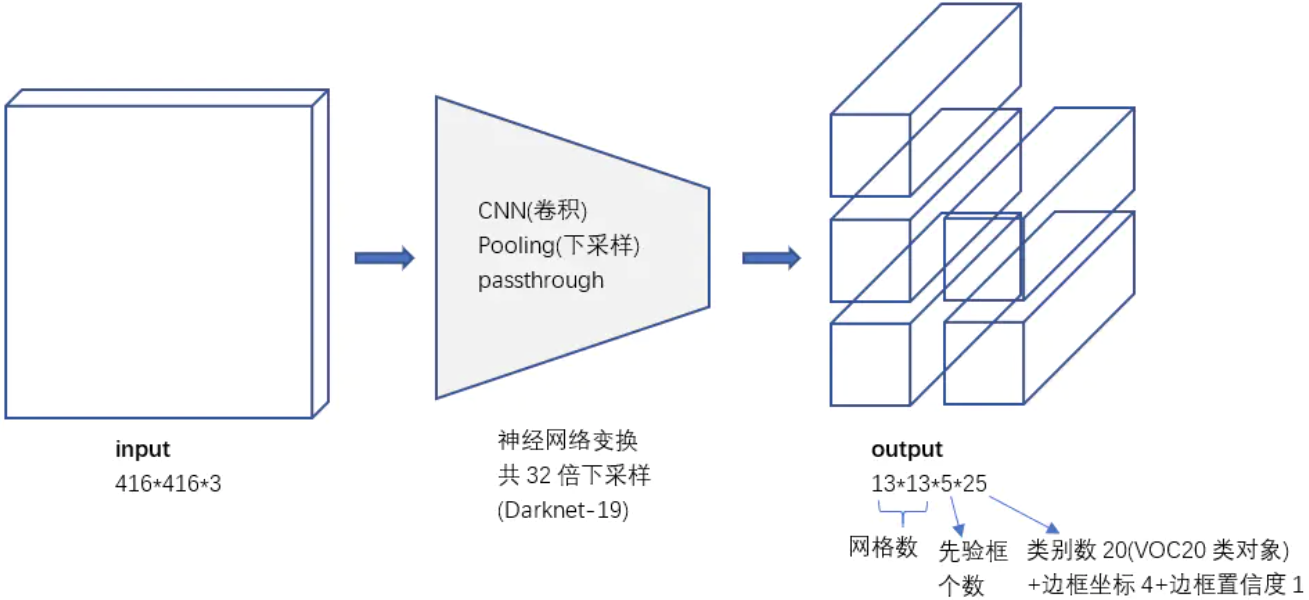 CNN(卷积)
Pooling(下采样)
passthrough
input
416*416*3
神经网络变换
共 32 倍下采样
(Darknet-19)
output
13*13*5*25
网格数
先验框
个数
类别数 20(VOC20 类对象)
+边框坐标 4+边框置信度 1